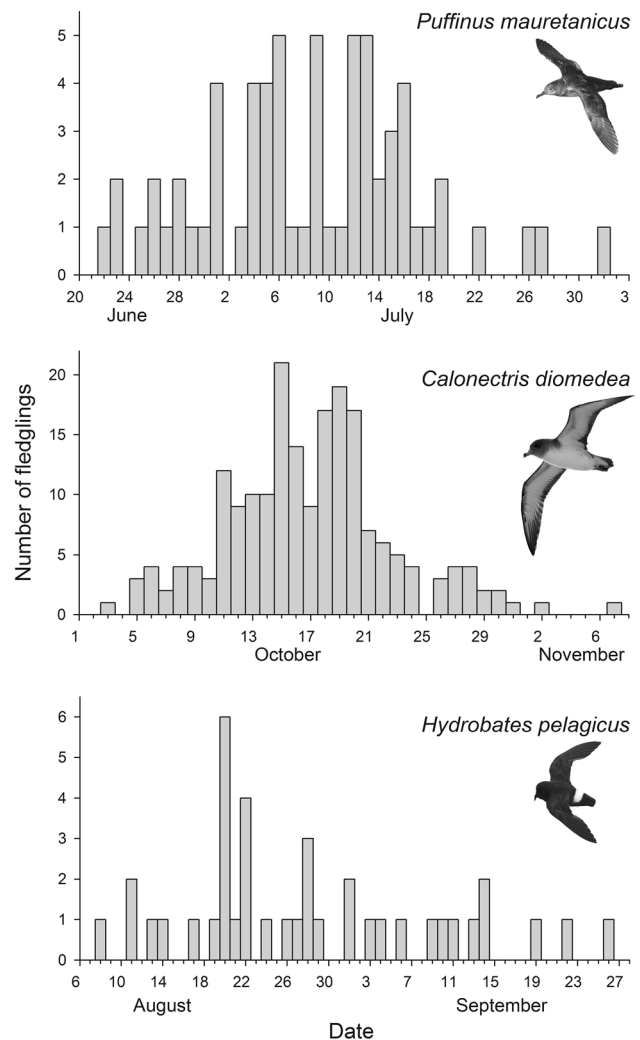 Puffinus mauretanicus
5
4
3
2
1
0
20 24 28 2 6 10 14 18 22 26 30 3
June July
Calonectris diomedea
20
15
10
5
0
1 5 9 13 17 21 25 29 2 6
October November
Number of fledglings
Hydrobates pelagicus
6
5
4
3
2
1
0
6 10 14 18 22 26 30 3 7 11 15 19 23 27
August September
Date